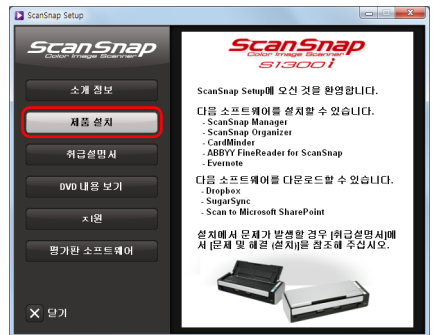 ScanSnap Setup
ScanSnap
Color Image Scanner
소개 정보
제품 설치
취급설명서
DVD 내용 보기
지원
평가판 소프트웨어
닫기
ScanSnap
Color Image Scanner
S1300i
ScanSnap Setup에 오신 것을 환영합니다.
다음 소프트웨어를 설치할 수 있습니다.
- ScanSnap Manager
- ScanSnap Organizer
- CardMinder
- ABBYY FineReader for ScanSnap
- Evernote
다음 소프트웨어를 다운로드할 수 있습니다.
- Dropbox
- SugarSync
- Scan to Microsoft SharePoint
설치에서 문제가 발생할 경우 [취급설명서]에
서 [문제 및 해결 (설치)]을 참조해 주십시오.